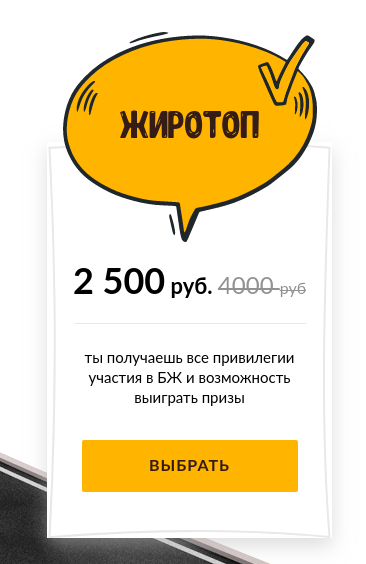 ЖИРОТОП
2 500 руб. 4000 руб
ты получаешь все привилегии
участия в БЖ и возможность
выиграть призы
ВЫБРАТЬ